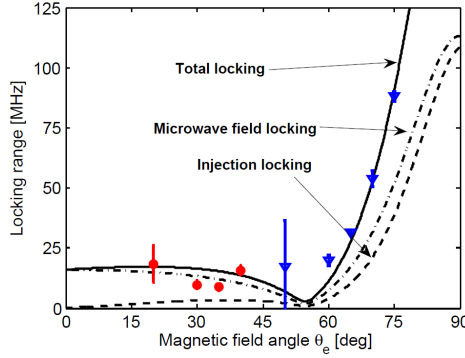 125
100
75
50
25
0
Locking range [MHz]
Total locking
Microwave field locking
Injection locking
0 15 30 45 60 75 90
Magnetic field angle θe [deg]